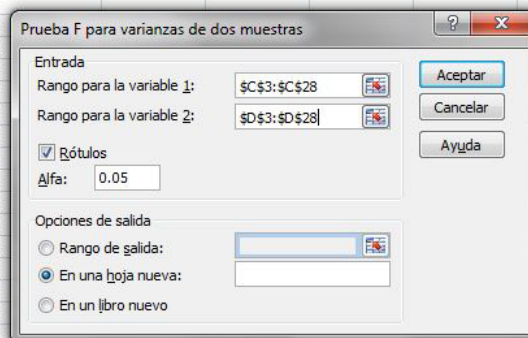 Prueba F para varianzas de dos muestras
Entrada
Rango para la variable 1: $C$3:$C$28
Rango para la variable 2: $D$3:$D$28
Rótulos
Alfa: 0.05
Aceptar
Cancelar
Ayuda
Opciones de salida
Rango de salida:
En una hoja nueva:
En un libro nuevo